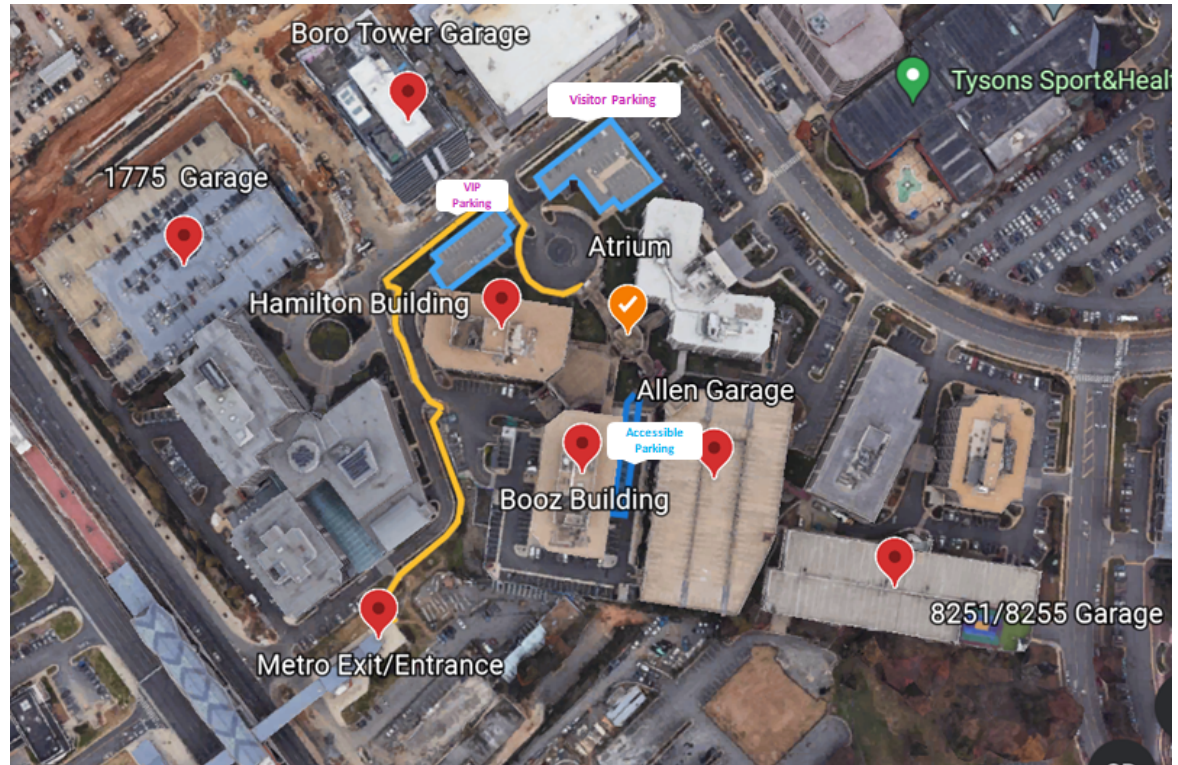 Boro Tower Garage
Visitor Parking
Tysons Sport&Healt
1775 Garage
VIP
Parking
Atrium
Hamilton Building
Allen Garage
Accessible
Parking
Booz Building
8251/8255 Garage
Metro Exit/Entrance